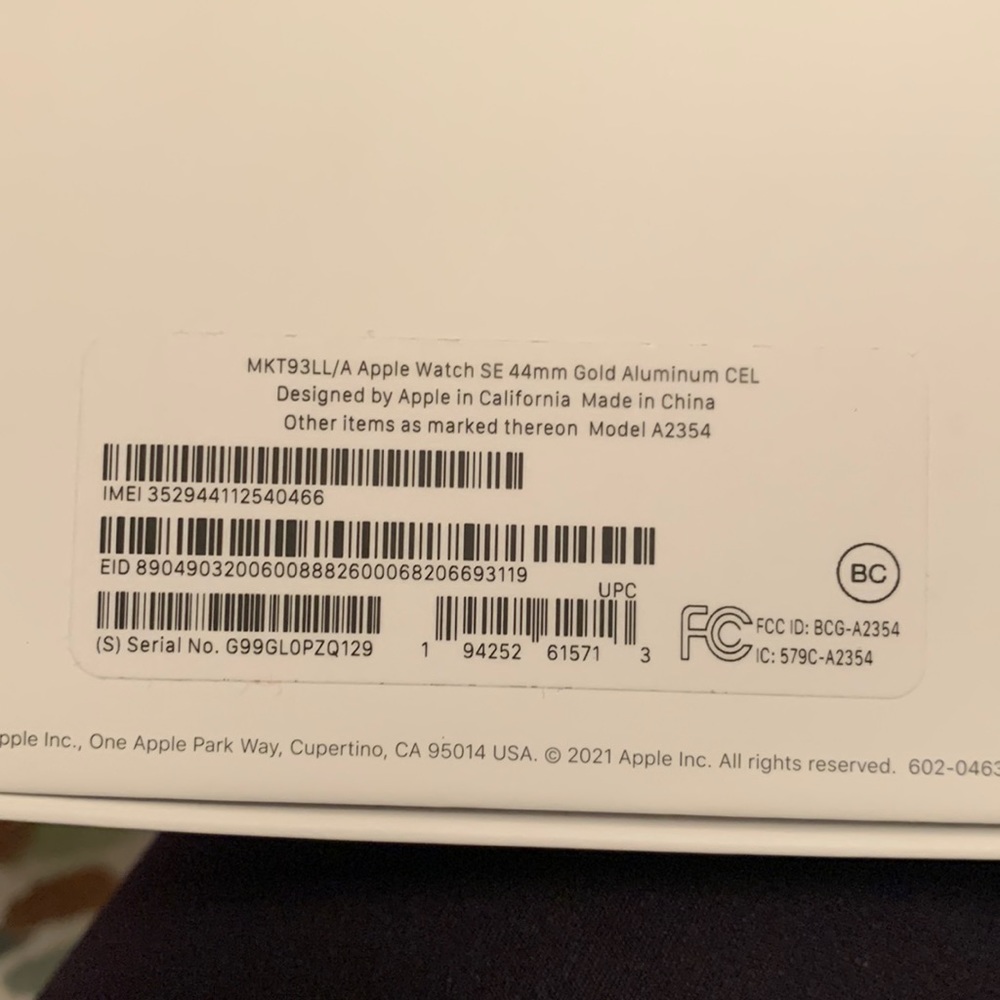 MKT93LL/A Apple Watch SE 44mm Gold Aluminum CEL
Designed by Apple in California Made in China
Other items as marked thereon Model A2354
IMEI 352944112540466
EID 89049032006008882600068206693119
UPC
BC
(S) Serial No. G99GL0PZQ129
1 94252 61571 3
FC
FCC ID: BCG-A2354
IC: 579C-A2354
pple Inc., One Apple Park Way, Cupertino, CA 95014 USA. © 2021 Apple Inc. All rights reserved. 602-0463